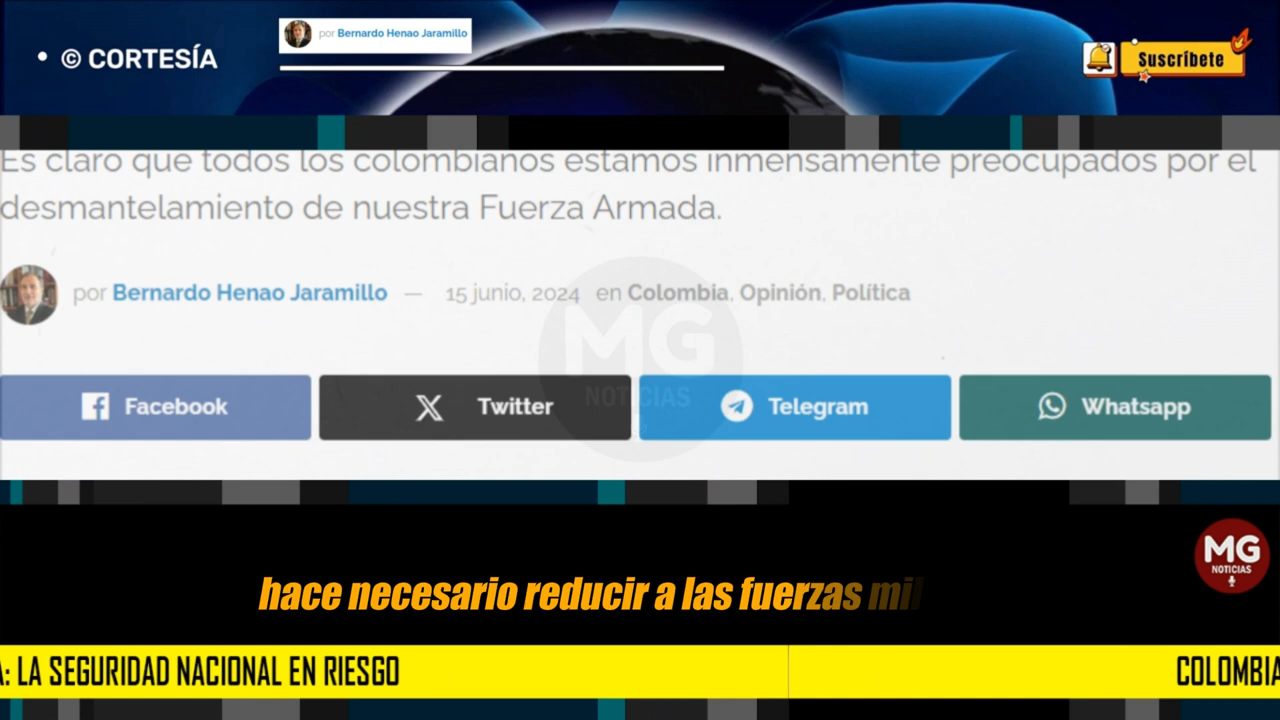 • © CORTESÍA
por Bernardo Henao Jaramillo
Suscríbete
Es claro que todos los colombianos estamos inmensamente preocupados por el
desmantelamiento de nuestra Fuerza Armada.
por Bernardo Henao Jaramillo — 15 junio, 2024 en Colombia, Opinión, Política
MG
NOTICIAS
Facebook
Twitter
Telegram
Whatsapp
MG
NOTICIAS
hace necesario reducir a las fuerzas mil
A: LA SEGURIDAD NACIONAL EN RIESGO
COLOMBIA